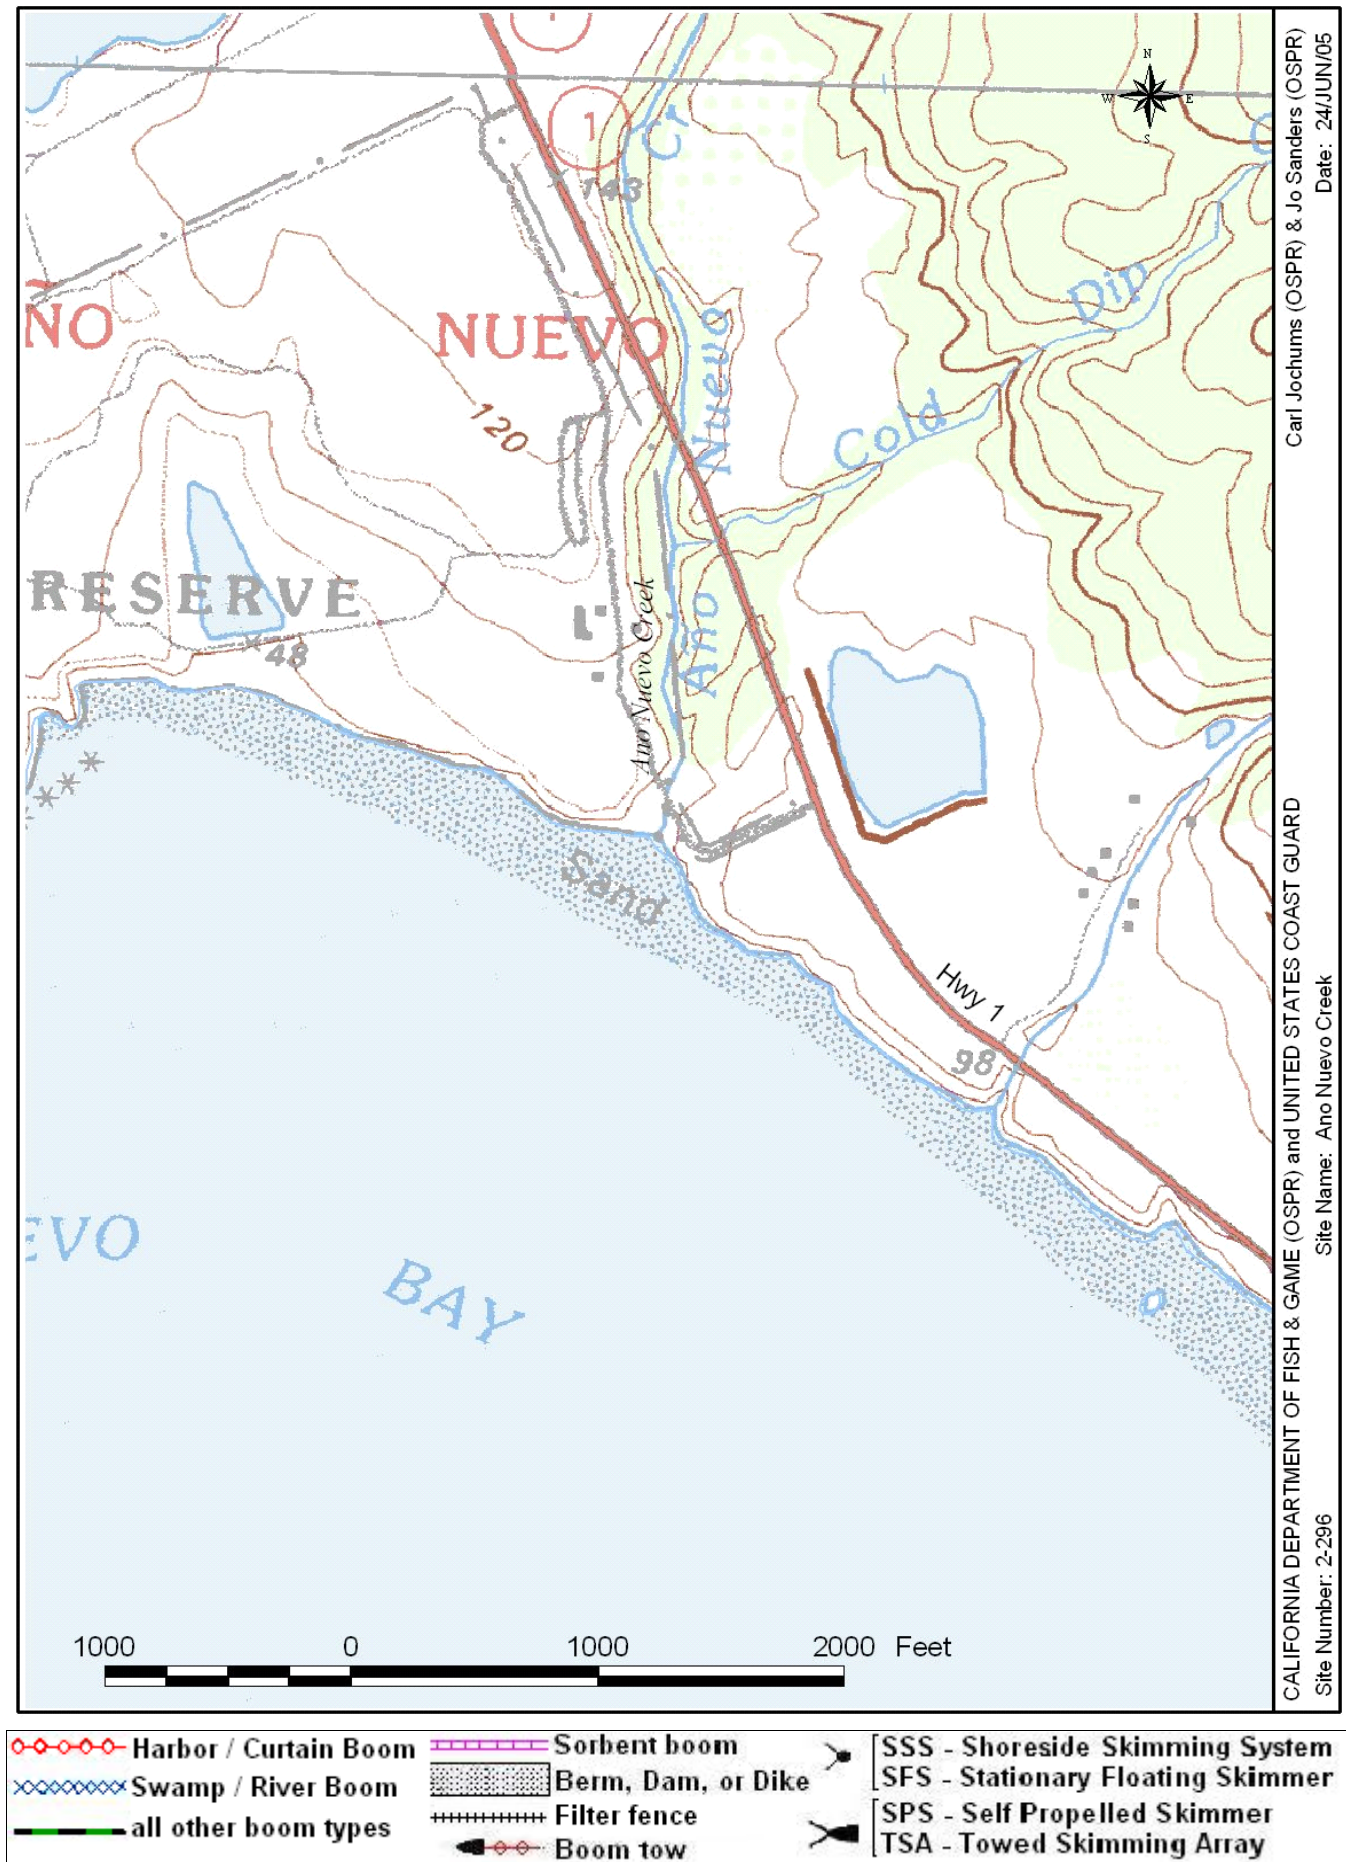 1
N
W E
S
1
Cr
143
ÑO
NUEVO
Nuevo
Dip
Cold
120
RESERVE
48
Ano Nuevo Creek
Año
Sand
Hwy 1
98
EVO
BAY
1000 0 1000 2000 Feet
Carl Jochums (OSPR) & Jo Sanders (OSPR)
Date: 24/JUN/05
CALIFORNIA DEPARTMENT OF FISH & GAME (OSPR) and UNITED STATES COAST GUARD
Site Number: 2-296 Site Name: Ano Nuevo Creek
Harbor / Curtain Boom
Swamp / River Boom
all other boom types
Sorbent boom
Berm, Dam, or Dike
Filter fence
Boom tow
SSS - Shoreside Skimming System
SFS - Stationary Floating Skimmer
SPS - Self Propelled Skimmer
TSA - Towed Skimming Array